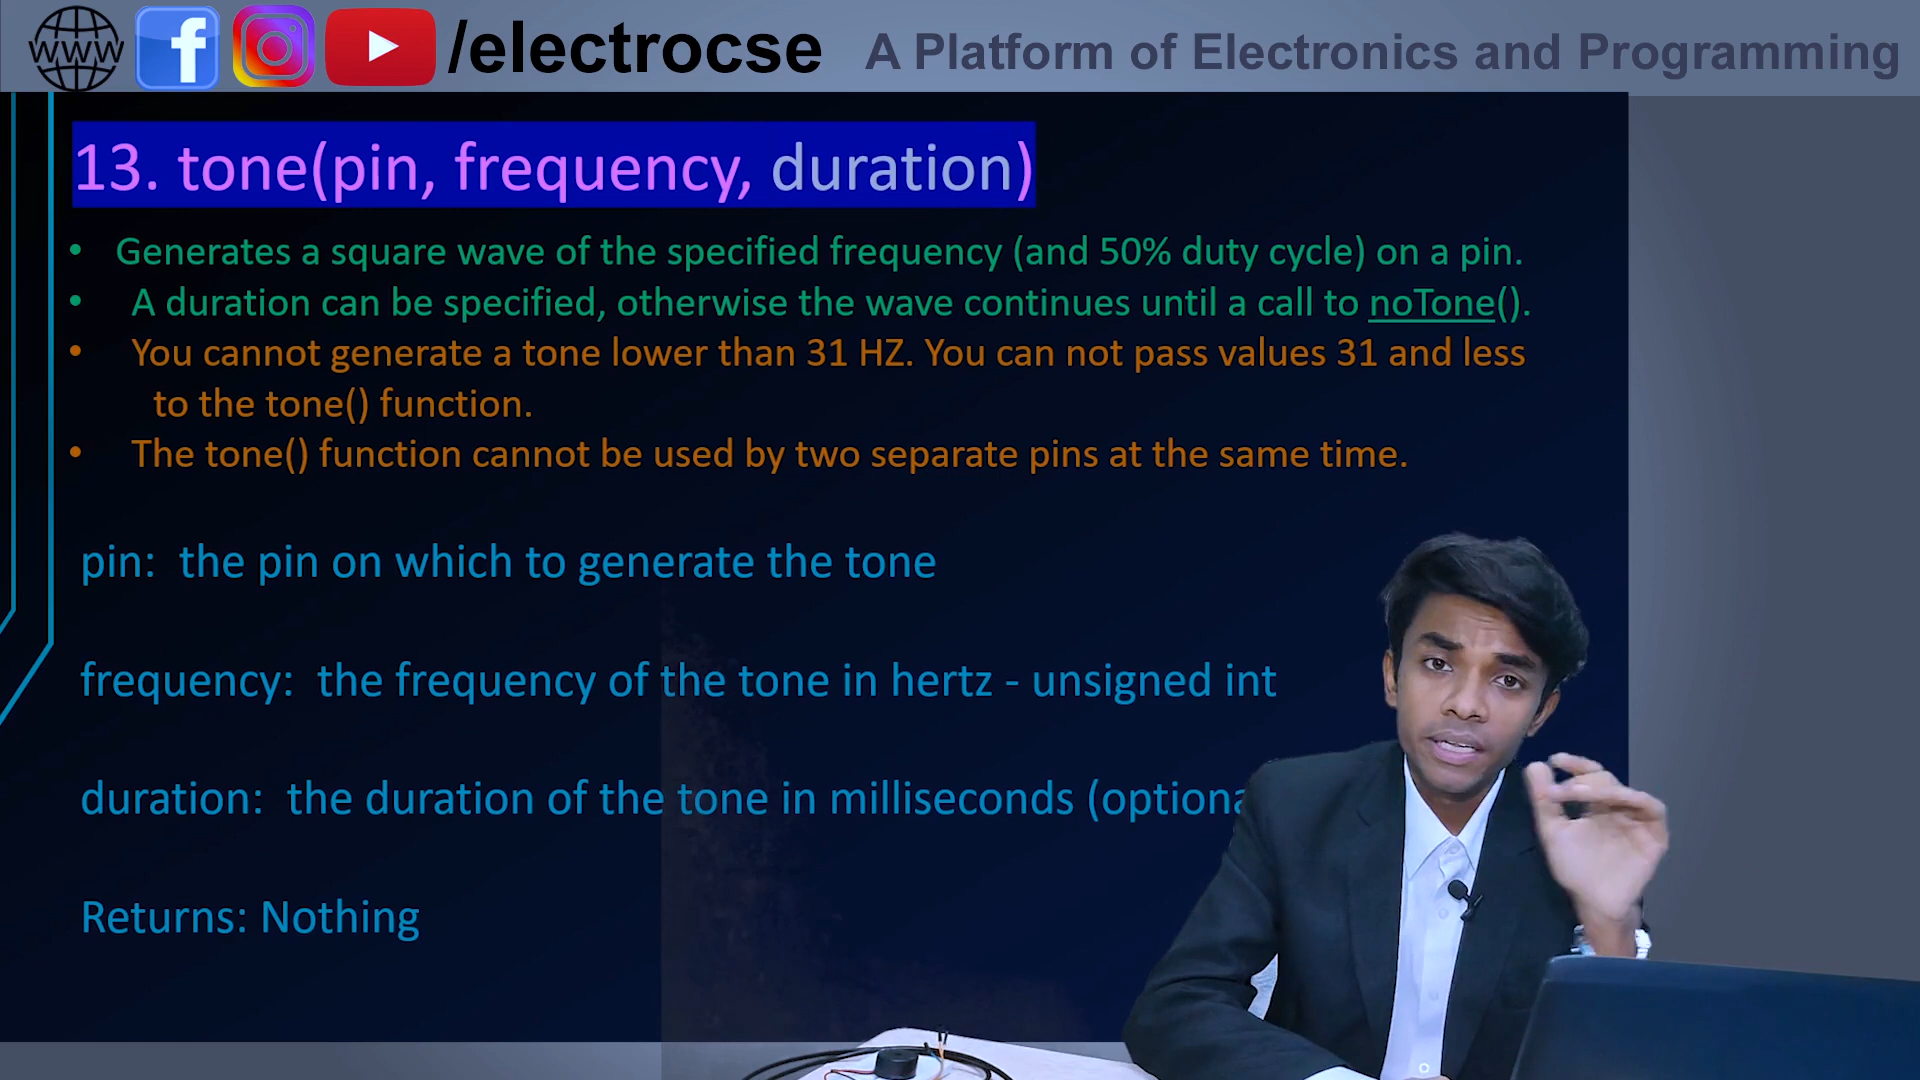 WWW f /electrocse A Platform of Electronics and Programming
13. tone(pin, frequency, duration)
• Generates a square wave of the specified frequency (and 50% duty cycle) on a pin.
• A duration can be specified, otherwise the wave continues until a call to noTone().
• You cannot generate a tone lower than 31 HZ. You can not pass values 31 and less
to the tone() function.
• The tone() function cannot be used by two separate pins at the same time.
pin: the pin on which to generate the tone
frequency: the frequency of the tone in hertz - unsigned int
duration: the duration of the tone in milliseconds (optiona
Returns: Nothing